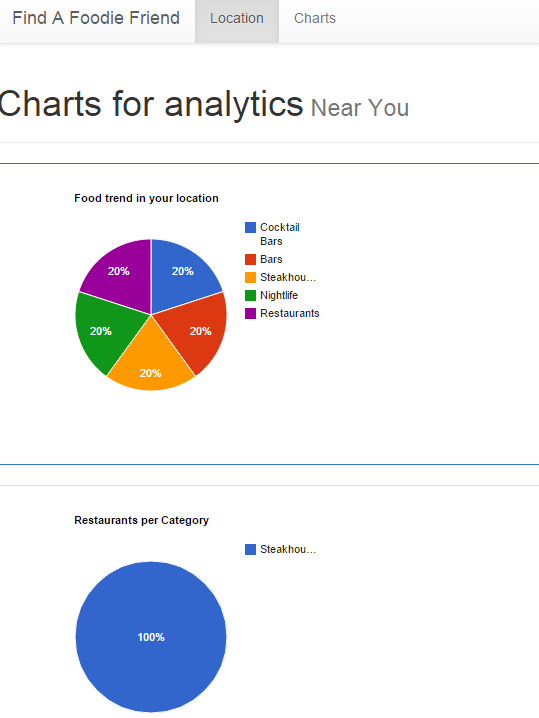 Find A Foodie Friend Location Charts
Charts for analytics Near You
Food trend in your location
Cocktail
Bars
Bars
Steakhou...
Nightlife
Restaurants
20% 20%
20% 20%
20%
Restaurants per Category
Steakhou...
100%